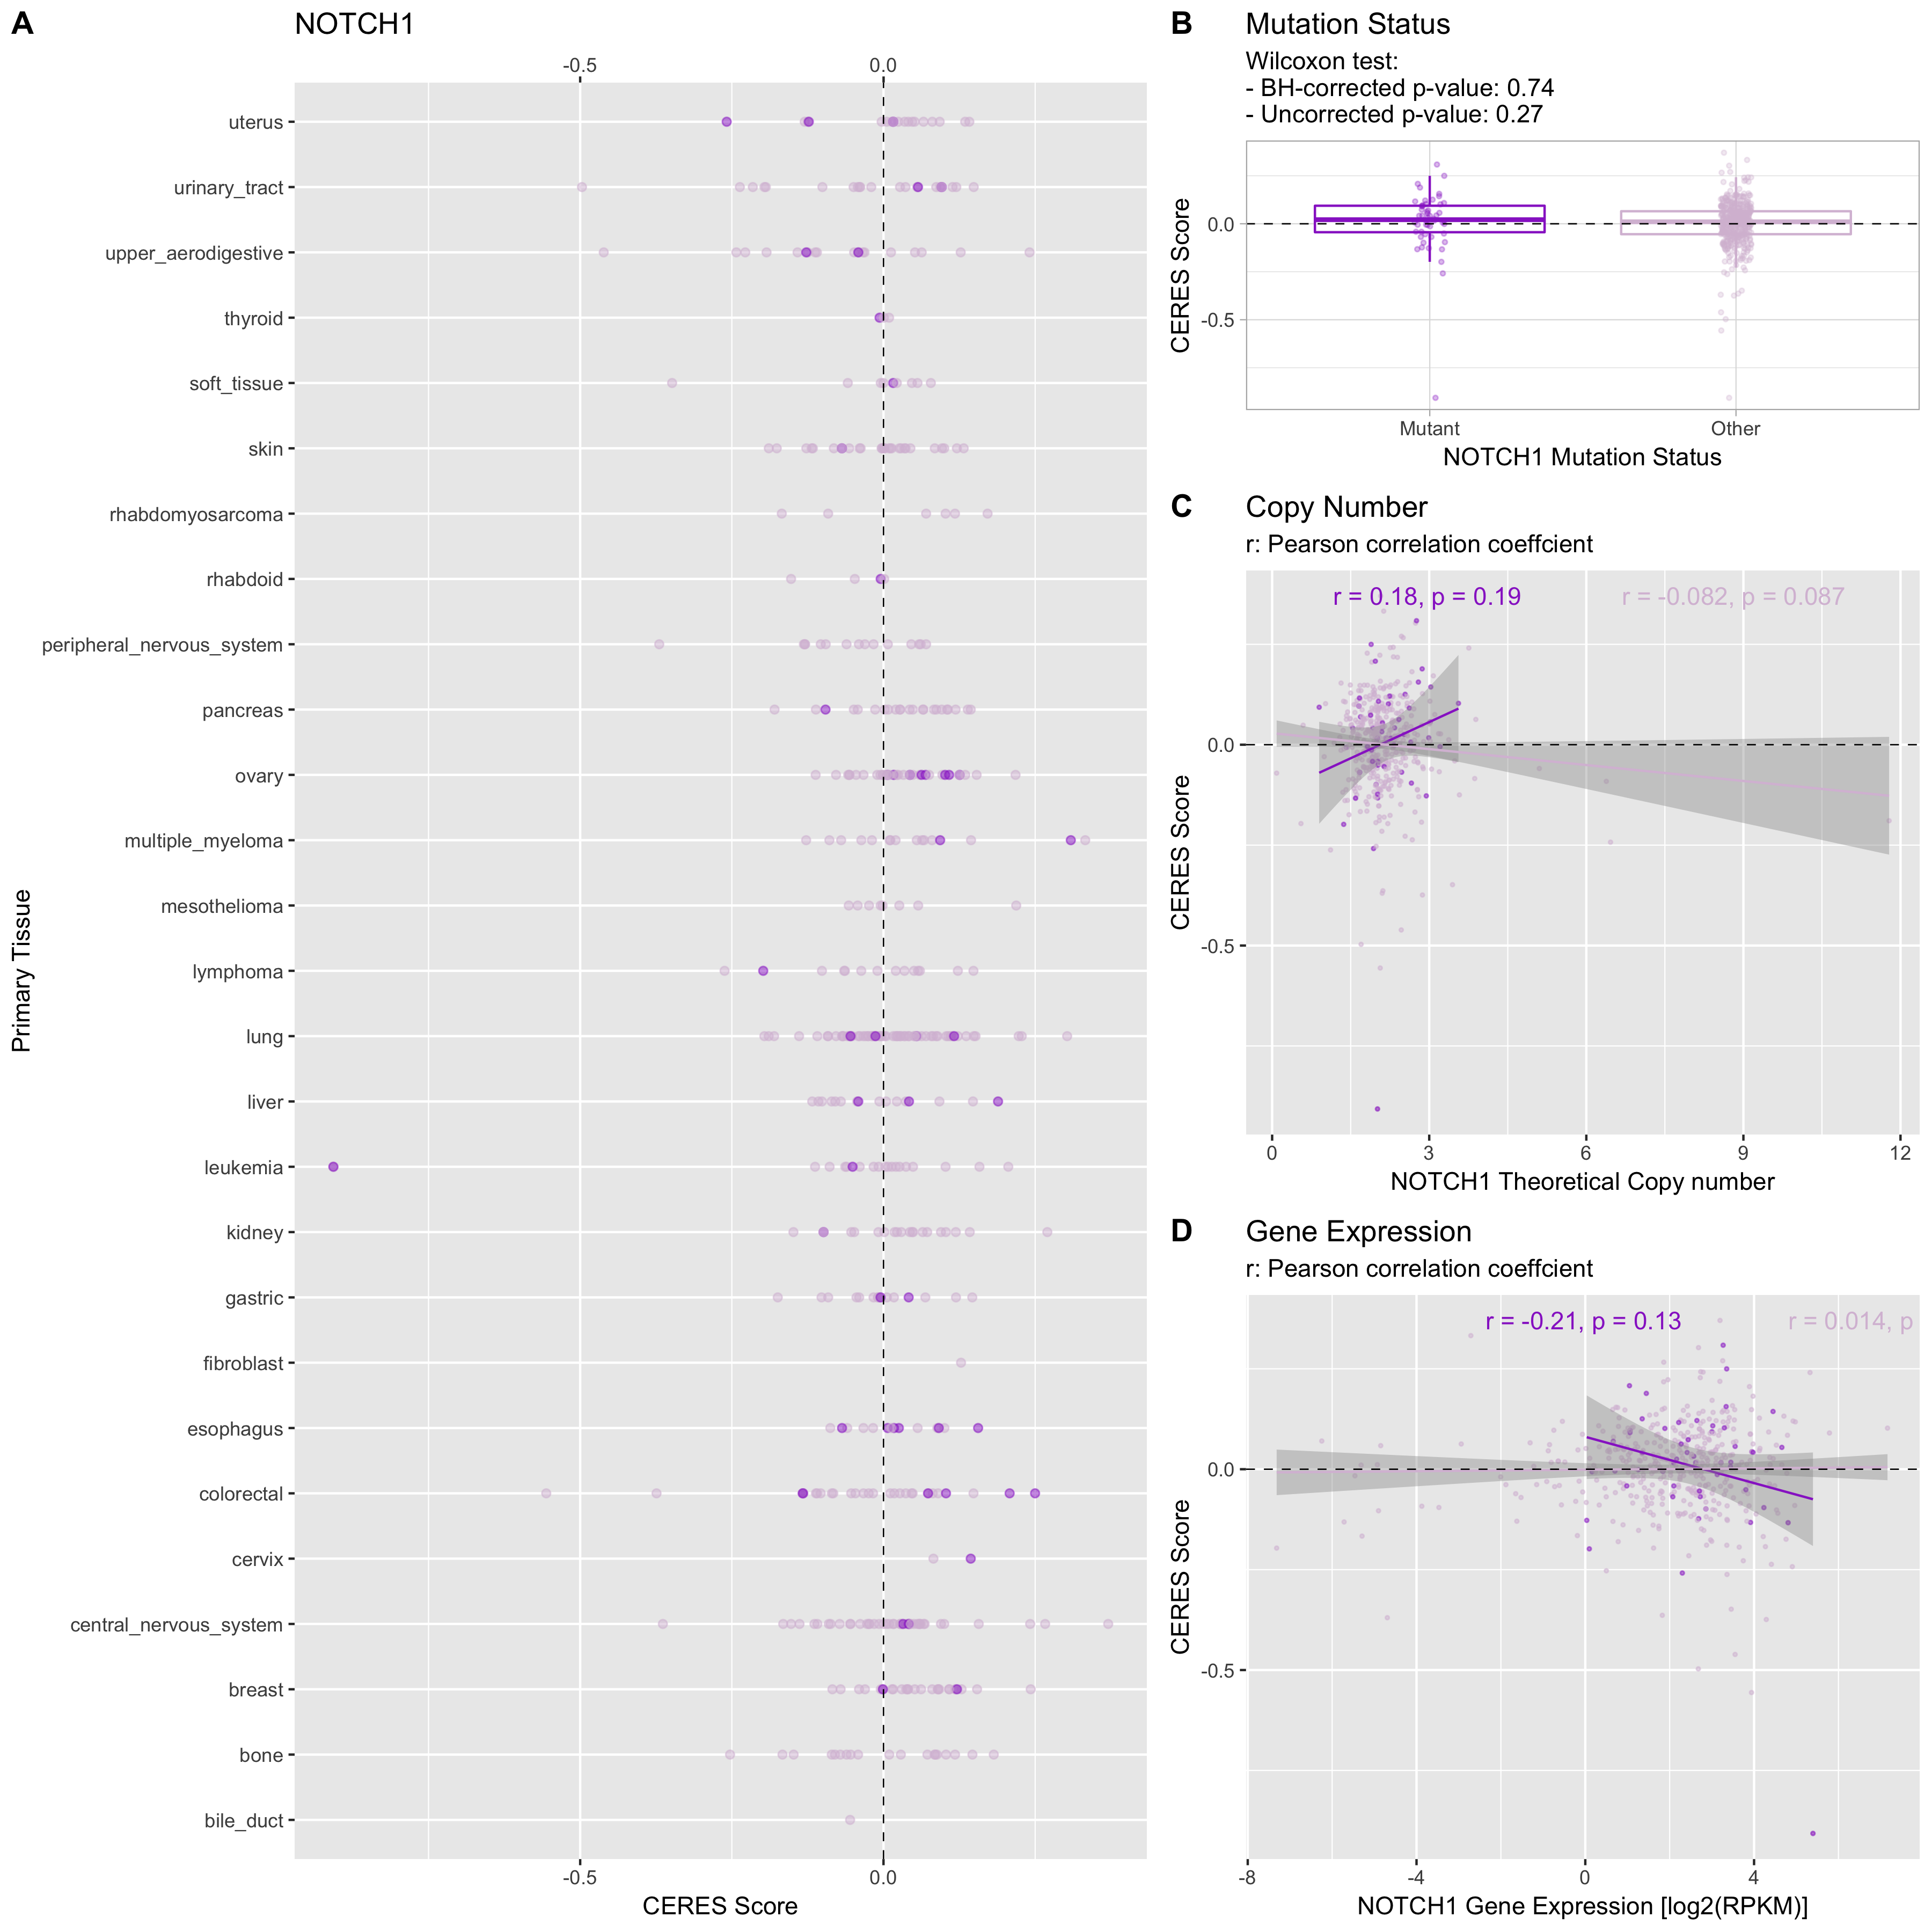 A
NOTCH1
-0.5 0.0
Primary Tissue
uterus
urinary_tract
upper_aerodigestive
thyroid
soft_tissue
skin
rhabdomyosarcoma
rhabdoid
peripheral_nervous_system
pancreas
ovary
multiple_myeloma
mesothelioma
lymphoma
lung
liver
leukemia
kidney
gastric
fibroblast
esophagus
colorectal
cervix
central_nervous_system
breast
bone
bile_duct
-0.5 0.0
CERES Score
B
Mutation Status
Wilcoxon test:
- BH-corrected p-value: 0.74
- Uncorrected p-value: 0.27
CERES Score
0.0
-0.5
Mutant Other
NOTCH1 Mutation Status
C
Copy Number
r: Pearson correlation coeffcient
r = 0.18, p = 0.19 r = -0.082, p = 0.087
CERES Score
0.0
-0.5
0 3 6 9 12
NOTCH1 Theoretical Copy number
D
Gene Expression
r: Pearson correlation coeffcient
r = -0.21, p = 0.13 r = 0.014, p
CERES Score
0.0
-0.5
-8 -4 0 4
NOTCH1 Gene Expression [log2(RPKM)]